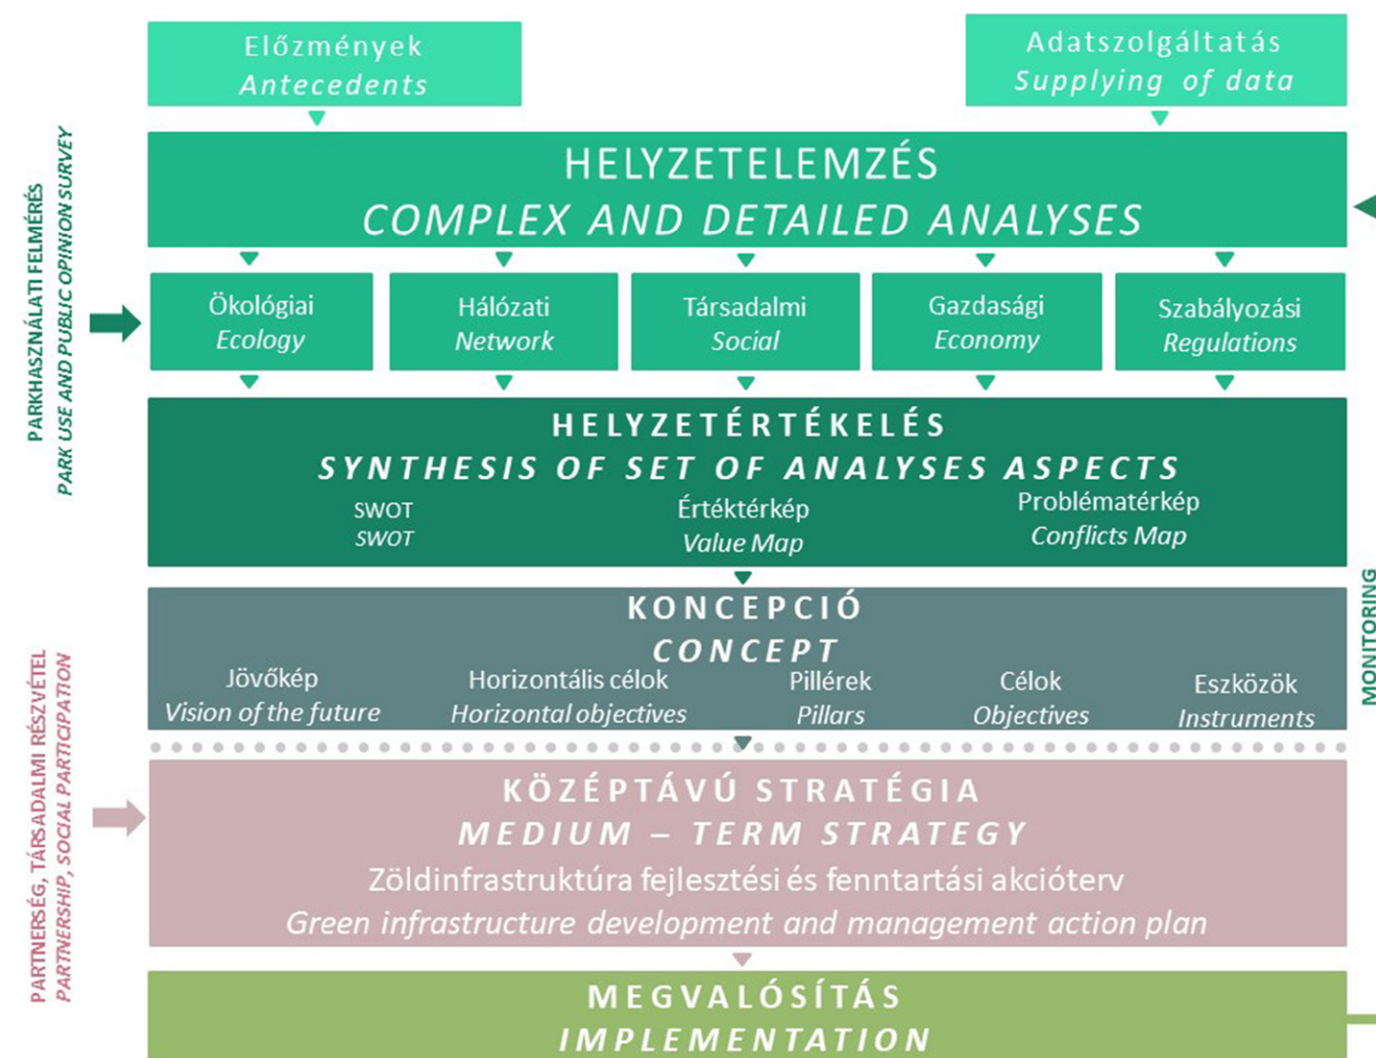 Előzmények
Antecedents
Adatszolgáltatás
Supplying of data
HELYZETELEMZÉS
COMPLEX AND DETAILED ANALYSES
PARKHASZNÁLATI FELMÉRÉS
PARK USE AND PUBLIC OPINION SURVEY
Ökológiai
Ecology
Hálózati
Network
Társadalmi
Social
Gazdasági
Economy
Szabályozási
Regulations
HELYZETÉRTÉKELÉS
SYNTHESIS OF SET OF ANALYSES ASPECTS
SWOT
SWOT
Értéktérkép
Value Map
Problématérkép
Conflicts Map
KONCEPCIÓ
CONCEPT
Jövőkép
Vision of the future
Horizontális célok
Horizontal objectives
Pillérek
Pillars
Célok
Objectives
Eszközök
Instruments
MONITORING
PARTNERSÉG, TÁRSADALMI RÉSZVÉTEL
PARTNERSHIP, SOCIAL PARTICIPATION
KÖZÉPTÁVÚ STRATÉGIA
MEDIUM – TERM STRATEGY
Zöldinfrastruktúra fejlesztési és fenntartási akcióterv
Green infrastructure development and management action plan
MEGVALÓSÍTÁS
IMPLEMENTATION